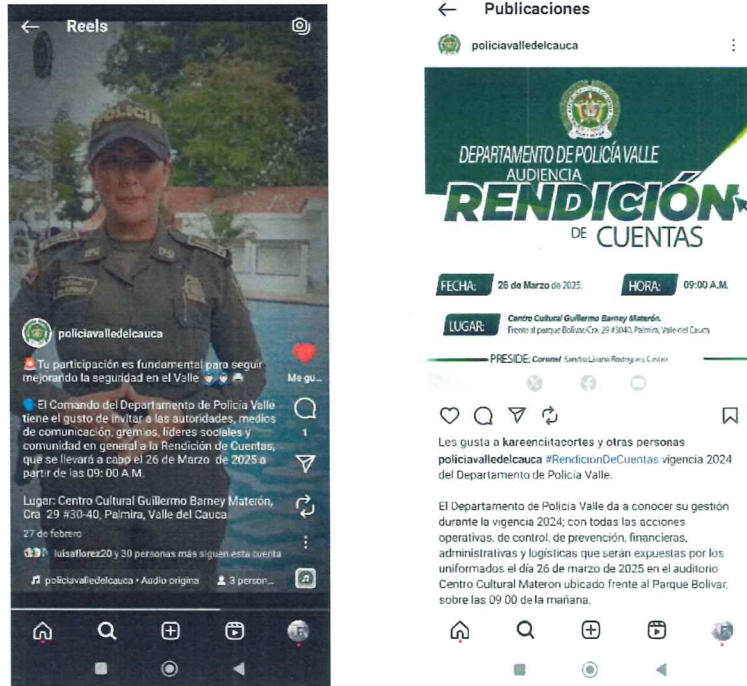 Reels
POLICIA
policiavalledelcauca
Tu participación es fundamental para seguir
mejorando la seguridad en el Valle
Me gu...
El Comando del Departamento de Policía Valle
tiene el gusto de invitar a las autoridades, medios
de comunicación, gremios, líderes sociales y
comunidad en general a la Rendición de Cuentas,
que se llevará a cabo el 26 de Marzo de 2025 a
partir de las 09: 00 A.M.
1
Lugar: Centro Cultural Guillermo Barney Materón,
Cra 29 #30-40, Palmira, Valle del Cauca
27 de febrero
luisaflorez20 y 30 personas más siguen esta cuenta
policiavalledelcauca • Audio origina
3 person...
Publicaciones
policiavalledelcauca
DEPARTAMENTO DE POLICÍA VALLE
AUDIENCIA
RENDICIÓN
DE CUENTAS
FECHA: 26 de Marzo de 2025.
HORA: 09:00 A.M.
LUGAR: Centro Cultural Guillermo Barney Materón.
Frente al parque Bolívar/Cra. 29 #3040, Palmira, Valle del Cauca
PRESIDE: Coronel Sandra Liliana Rodríguez Castro
Les gusta a kareenciitacortes y otras personas
policiavalledelcauca #RendiciónDeCuentas vigencia 2024
del Departamento de Policía Valle.
El Departamento de Policía Valle da a conocer su gestión
durante la vigencia 2024; con todas las acciones
operativas, de control, de prevención, financieras,
administrativas y logísticas que serán expuestas por los
uniformados el día 26 de marzo de 2025 en el auditorio
Centro Cultural Materon ubicado frente al Parque Bolivar,
sobre las 09 00 de la mañana.